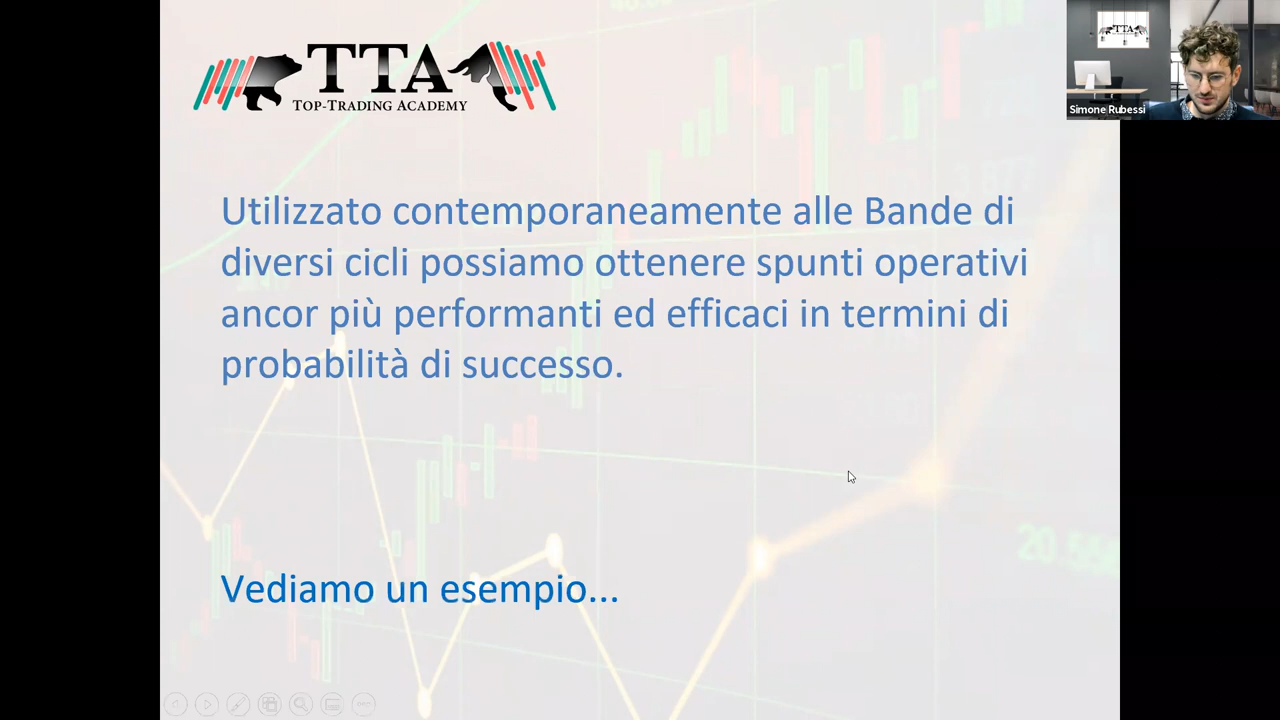 TTA
TOP-TRADING ACADEMY
TTA
Simone Rubessi
Utilizzato contemporaneamente alle Bande di
diversi cicli possiamo ottenere spunti operativi
ancor più performanti ed efficaci in termini di
probabilità di successo.
Vediamo un esempio...